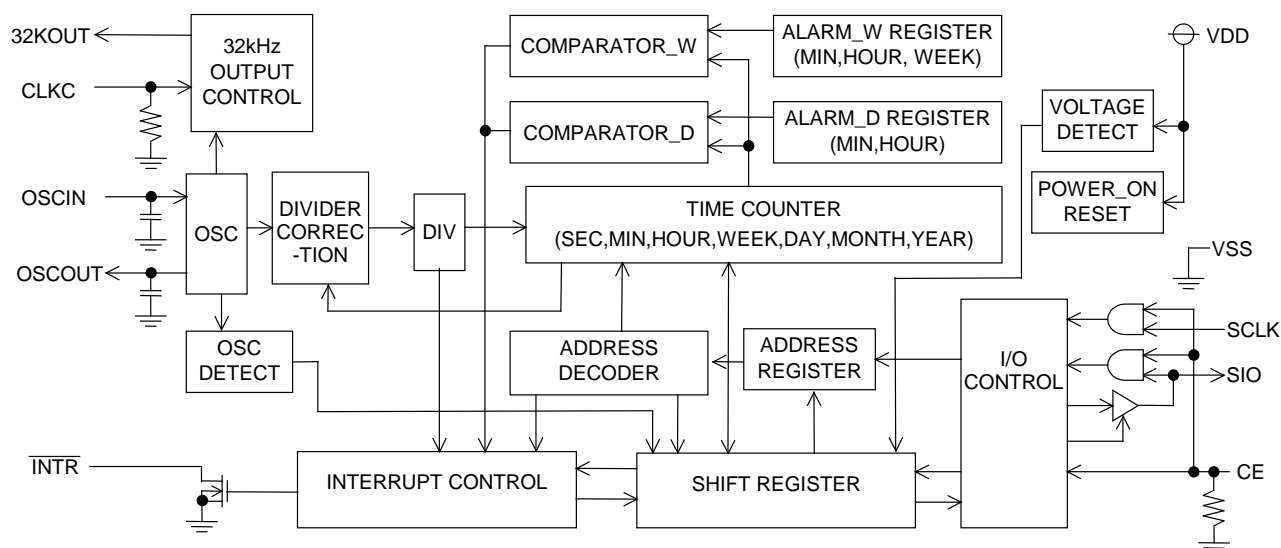 32KOUT
CLKC
32kHz
OUTPUT
CONTROL
COMPARATOR_W
ALARM_W REGISTER
(MIN,HOUR, WEEK)
VDD
COMPARATOR_D
ALARM_D REGISTER
(MIN,HOUR)
VOLTAGE
DETECT
POWER_ON
RESET
OSCIN
OSCOUT
OSC
DIVIDER
CORREC
-TION
DIV
TIME COUNTER
(SEC,MIN,HOUR,WEEK,DAY,MONTH,YEAR)
VSS
OSC
DETECT
ADDRESS
DECODER
ADDRESS
REGISTER
I/O
CONTROL
SCLK
SIO
INTR
INTERRUPT CONTROL
SHIFT REGISTER
CE